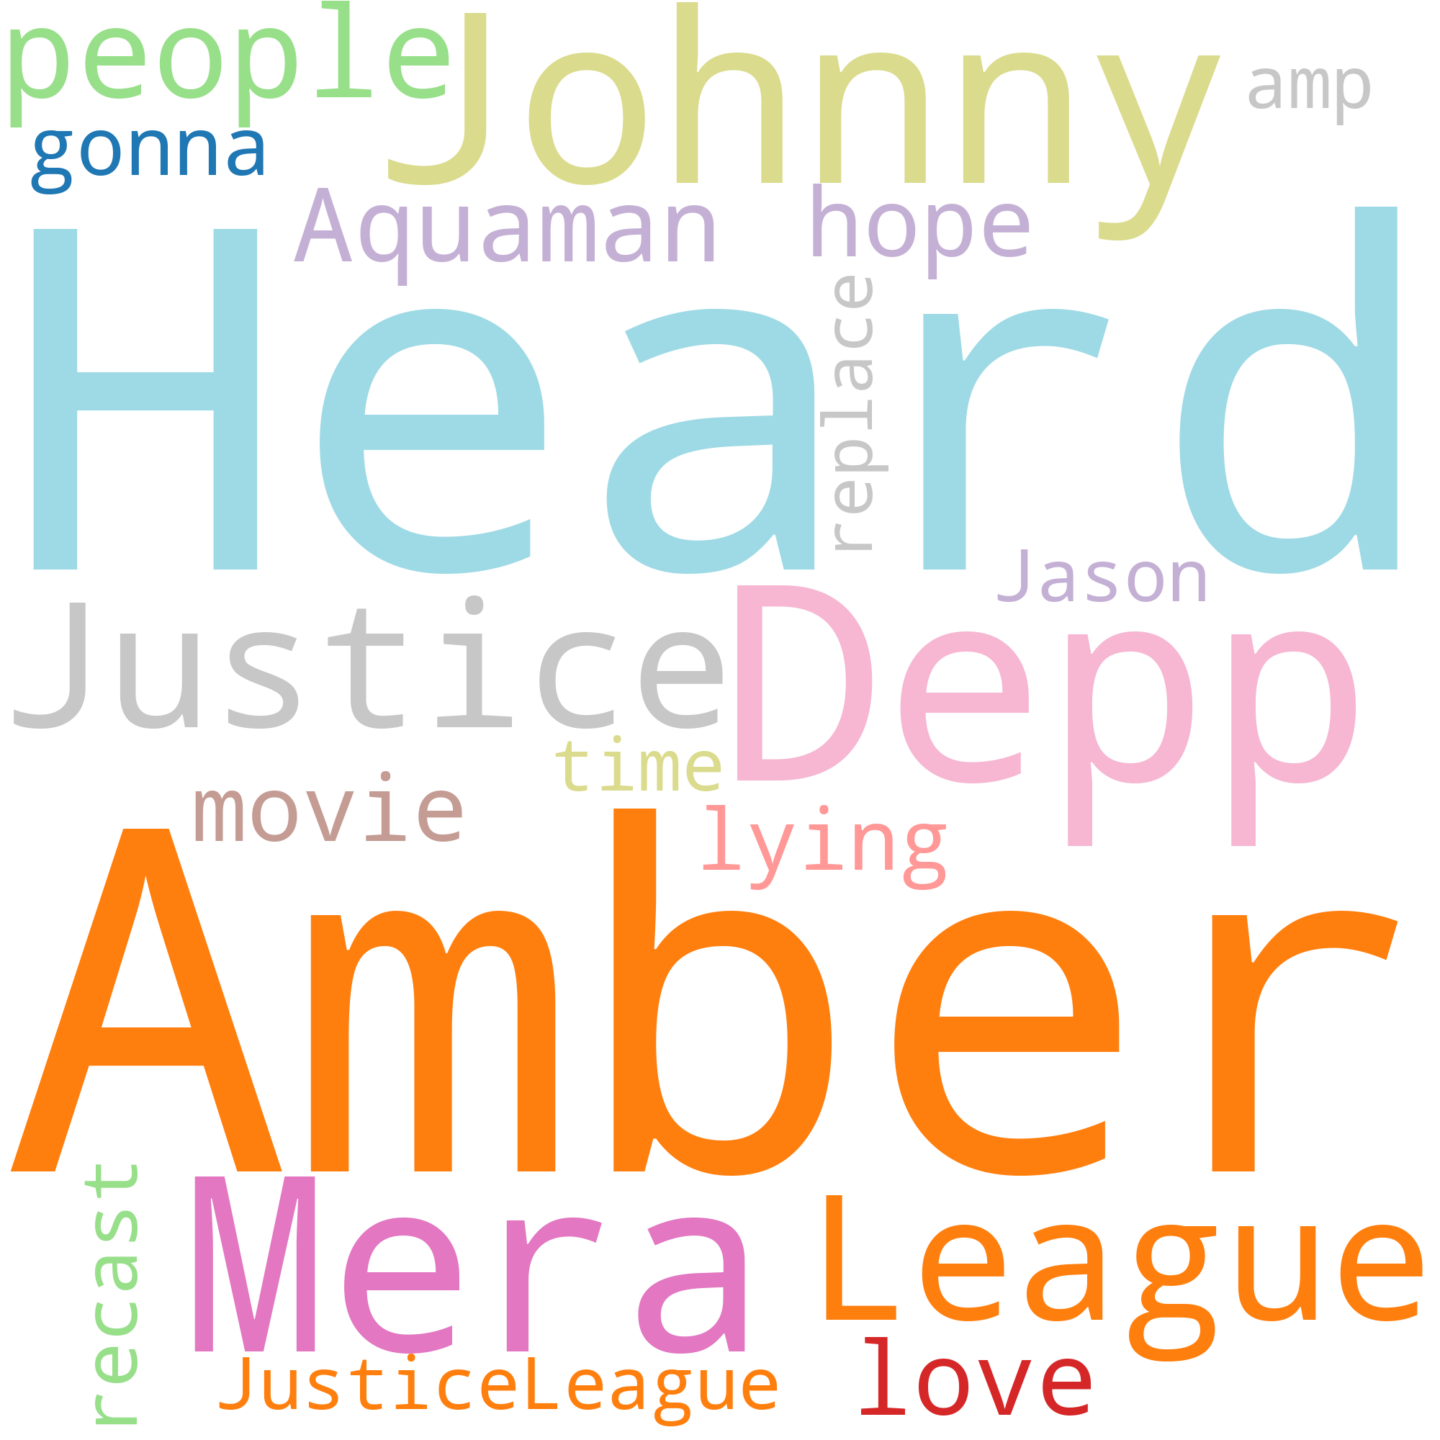 people
Johnny
amp
gonna
Aquaman
hope
Heard
replace
Jason
Justice
Depp
time
movie
lying
Amber
recast
Mera
League
JusticeLeague
love